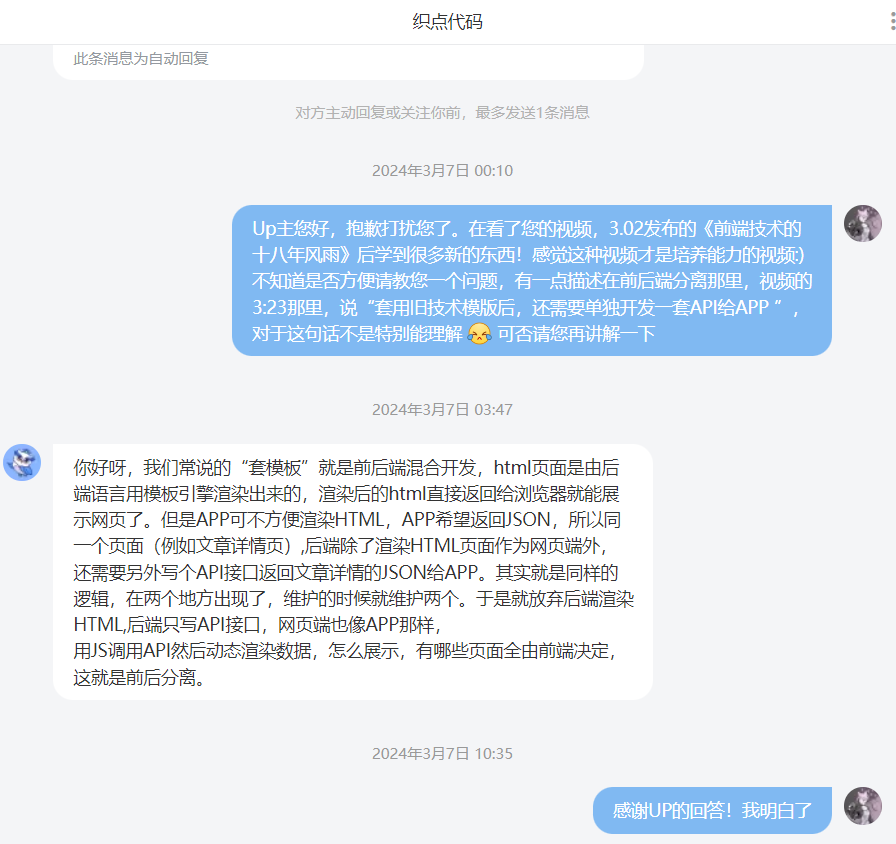 织点代码
此条消息为自动回复
对方主动回复或关注你前，最多发送1条消息
2024年3月7日 00:10
Up主您好，抱歉打扰您了。在看了您的视频，3.02发布的《前端技术的
十八年风雨》后学到很多新的东西！感觉这种视频才是培养能力的视频:)
不知道是否方便请教您一个问题，有一点描述在前后端分离那里，视频的
3:23那里，说“套用旧技术模版后，还需要单独开发一套API给APP ”，
对于这句话不是特别能理解 可否请您再讲解一下
2024年3月7日 03:47
你好呀，我们常说的“套模板”就是前后端混合开发，html页面是由后
端语言用模板引擎渲染出来的，渲染后的html直接返回给浏览器就能展
示网页了。但是APP可不方便渲染HTML，APP希望返回JSON，所以同
一个页面（例如文章详情页）,后端除了渲染HTML页面作为网页端外，
还需要另外写个API接口返回文章详情的JSON给APP。其实就是同样的
逻辑，在两个地方出现了，维护的时候就维护两个。于是就放弃后端渲染
HTML,后端只写API接口，网页端也像APP那样，
用JS调用API然后动态渲染数据，怎么展示，有哪些页面全由前端决定，
这就是前后分离。
2024年3月7日 10:35
感谢UP的回答！我明白了